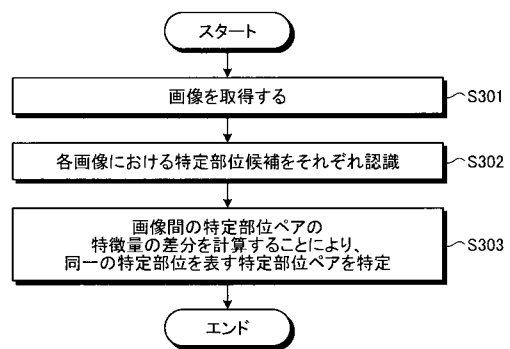 スタート
画像を取得する
S301
各画像における特定部位候補をそれぞれ認識
S302
画像間の特定部位ペアの
特徴量の差分を計算することにより、
同一の特定部位を表す特定部位ペアを特定
S303
エンド